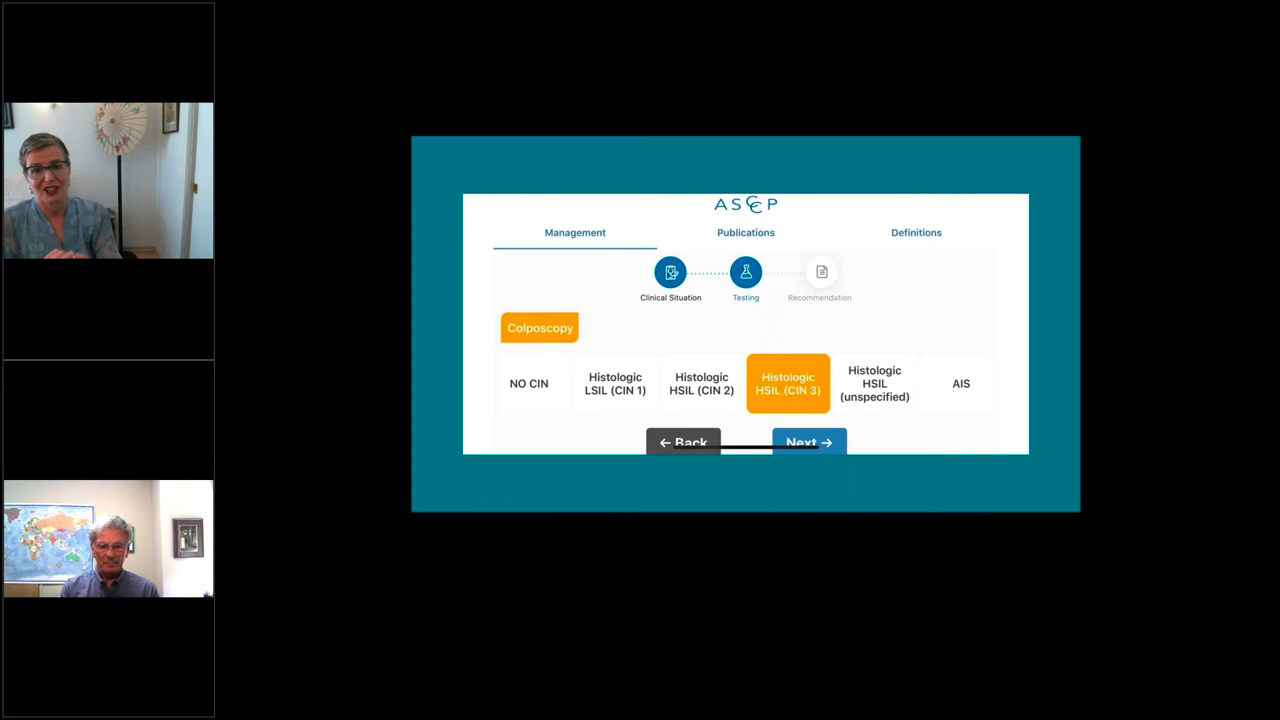 ASCCP
Management
Publications
Definitions
Clinical Situation
Testing
Recommendation
Colposcopy
NO CIN
Histologic
LSIL (CIN 1)
Histologic
HSIL (CIN 2)
Histologic
HSIL (CIN 3)
Histologic
HSIL
(unspecified)
AIS
← Back
Next →